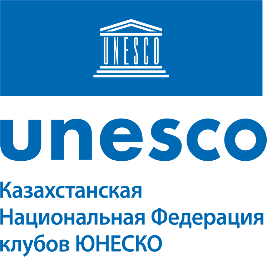 UNESCO
unesco
Казахстанская
Национальная Федерация
клубов ЮНЕСКО